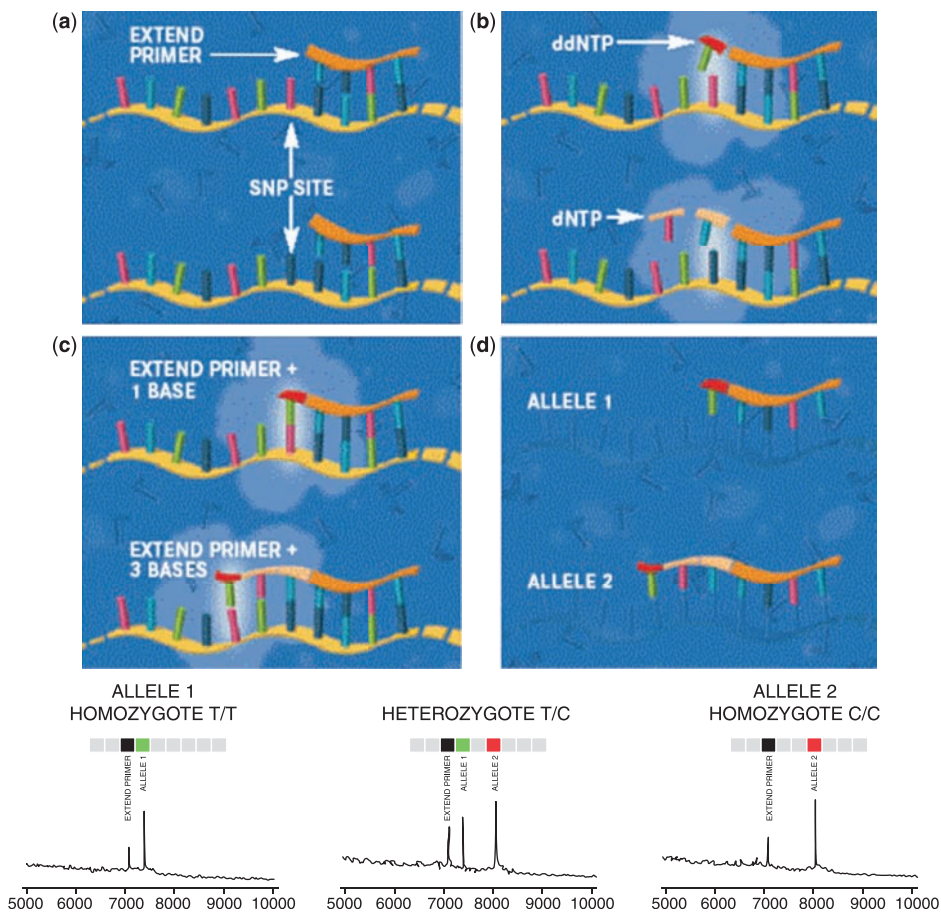 (a)
EXTEND
PRIMER
SNP SITE
(b)
ddNTP
dNTP
(c)
EXTEND PRIMER +
1 BASE
EXTEND PRIMER +
3 BASES
(d)
ALLELE 1
ALLELE 2
ALLELE 1
HOMOZYGOTE T/T
EXTEND PRIMER
ALLELE 1
5000 6000 7000 8000 9000 10000
HETEROZYGOTE T/C
EXTEND PRIMER
ALLELE 1
ALLELE 2
5000 6000 7000 8000 9000 10000
ALLELE 2
HOMOZYGOTE C/C
EXTEND PRIMER
ALLELE 2
5000 6000 7000 8000 9000 10000